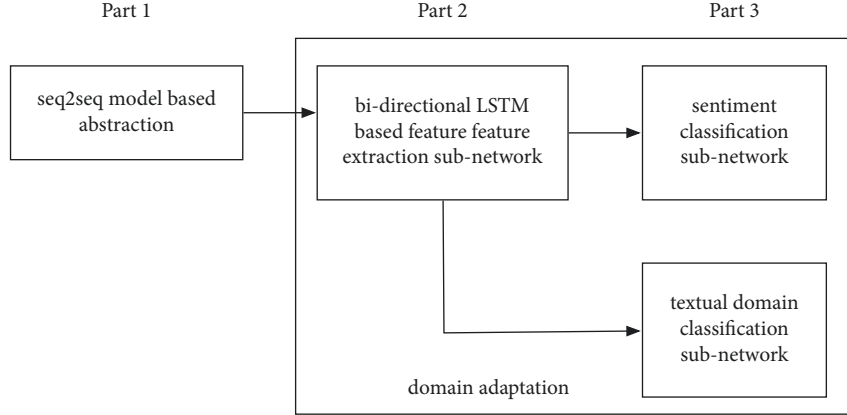 Part 1
Part 2
Part 3
seq2seq model based
abstraction
bi-directional LSTM
based feature feature
extraction sub-network
sentiment
classification
sub-network
textual domain
classification
sub-network
domain adaptation